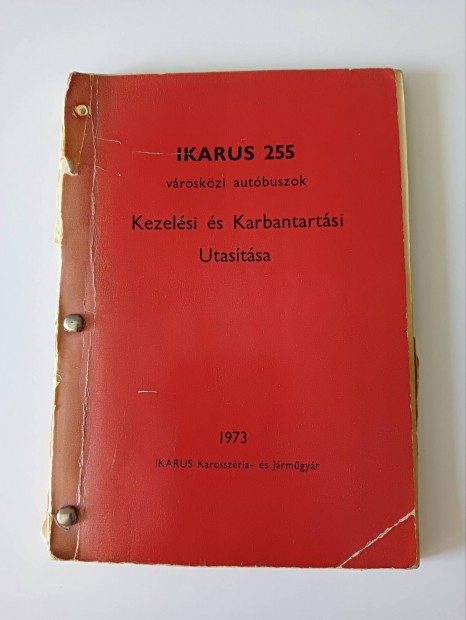 IKARUS 255
városközi autóbuszok
Kezelési és Karbantartási
Utasítása
1973
IKARUS Karosszéria- és Járműgyár